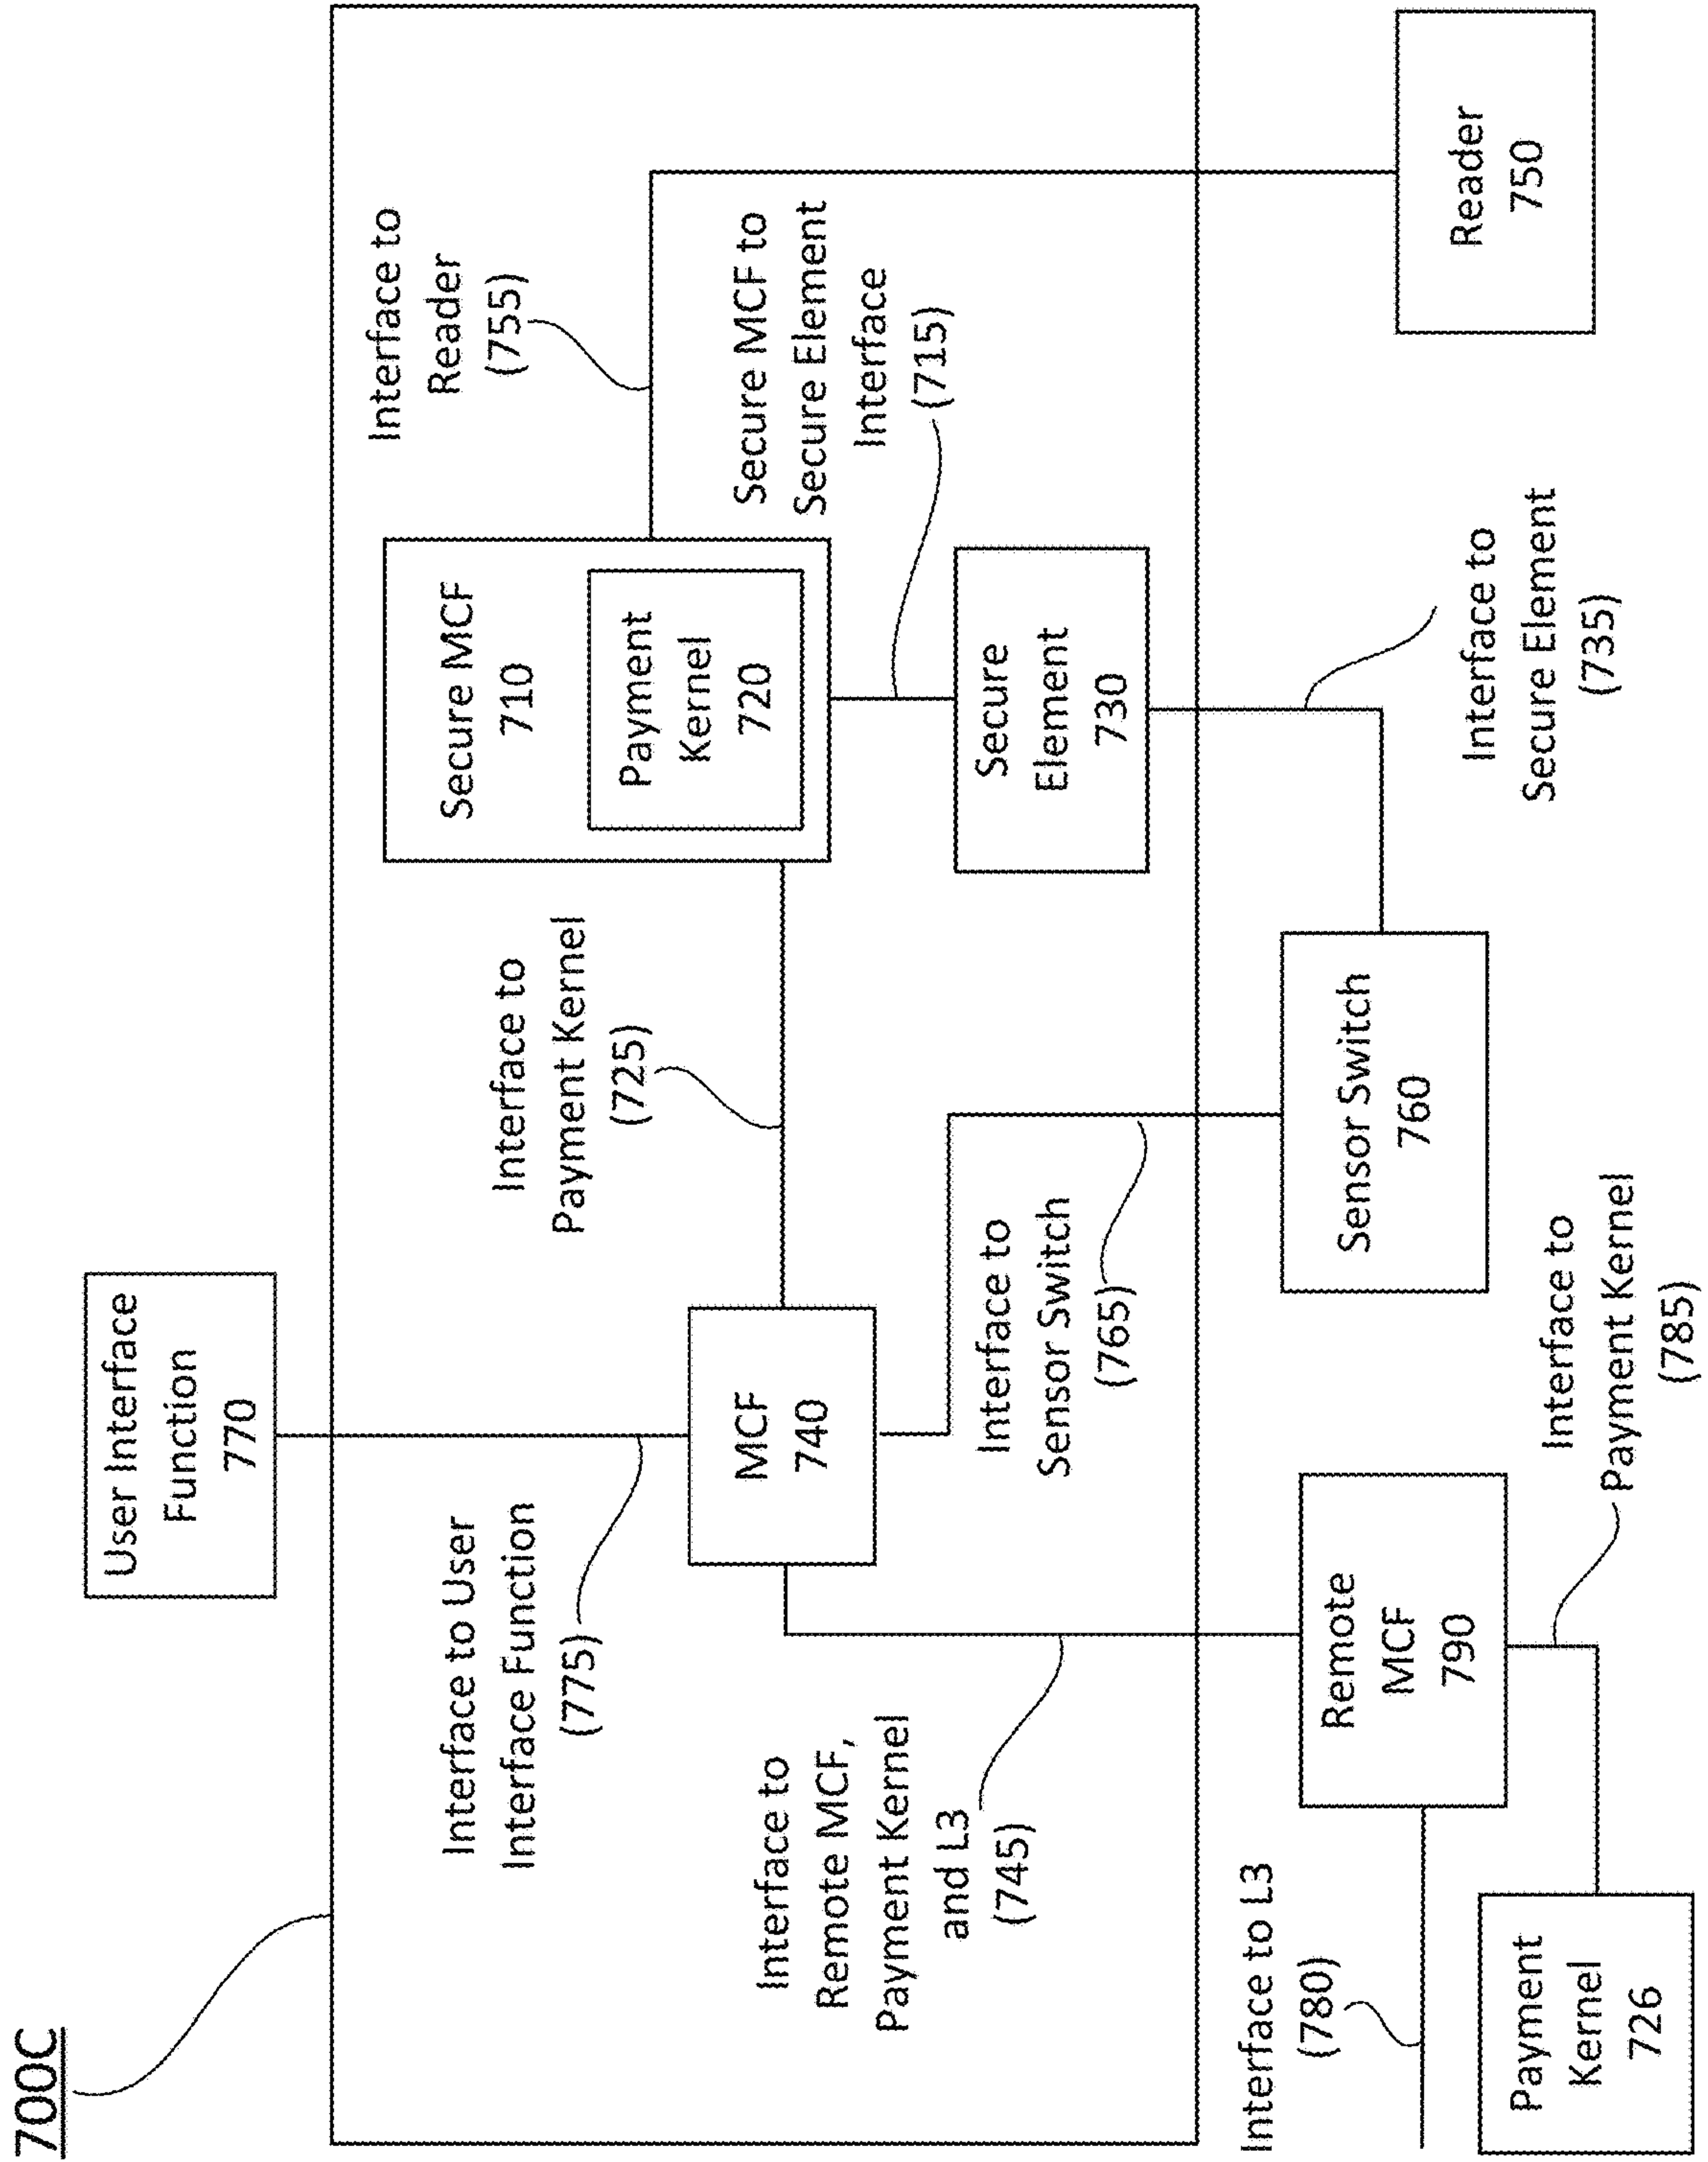 700C
User Interface
Function
770
Interface to User
Interface Function
(775)
Interface to
Payment Kernel
(725)
Secure MCF
710
Payment
Kernel
720
Interface to
Reader
(755)
Secure MCF to
Secure Element
Interface
(715)
MCF
740
Secure
Element
730
Interface to
Remote MCF,
Payment Kernel
and L3
(745)
Interface to
Sensor Switch
(765)
Interface to L3
(780)
Remote
MCF
790
Sensor Switch
760
Interface to
Secure Element
(735)
Reader
750
Payment
Kernel
726
Interface to
Payment Kernel
(785)